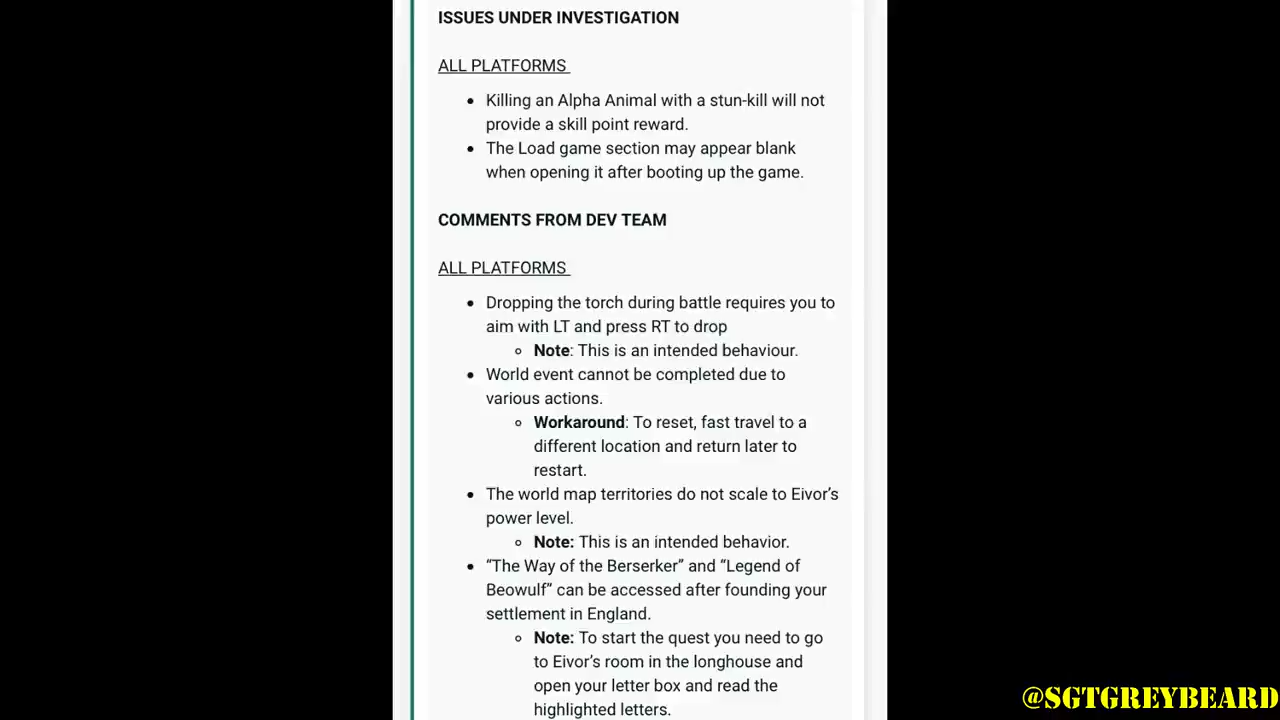 ISSUES UNDER INVESTIGATION
ALL PLATFORMS
• Killing an Alpha Animal with a stun-kill will not
provide a skill point reward.
• The Load game section may appear blank
when opening it after booting up the game.
COMMENTS FROM DEV TEAM
ALL PLATFORMS
• Dropping the torch during battle requires you to
aim with LT and press RT to drop
◦ Note: This is an intended behaviour.
• World event cannot be completed due to
various actions.
◦ Workaround: To reset, fast travel to a
different location and return later to
restart.
• The world map territories do not scale to Eivor’s
power level.
◦ Note: This is an intended behavior.
• “The Way of the Berserker” and “Legend of
Beowulf” can be accessed after founding your
settlement in England.
◦ Note: To start the quest you need to go
to Eivor’s room in the longhouse and
open your letter box and read the
highlighted letters.
@SGTGREYBEARD